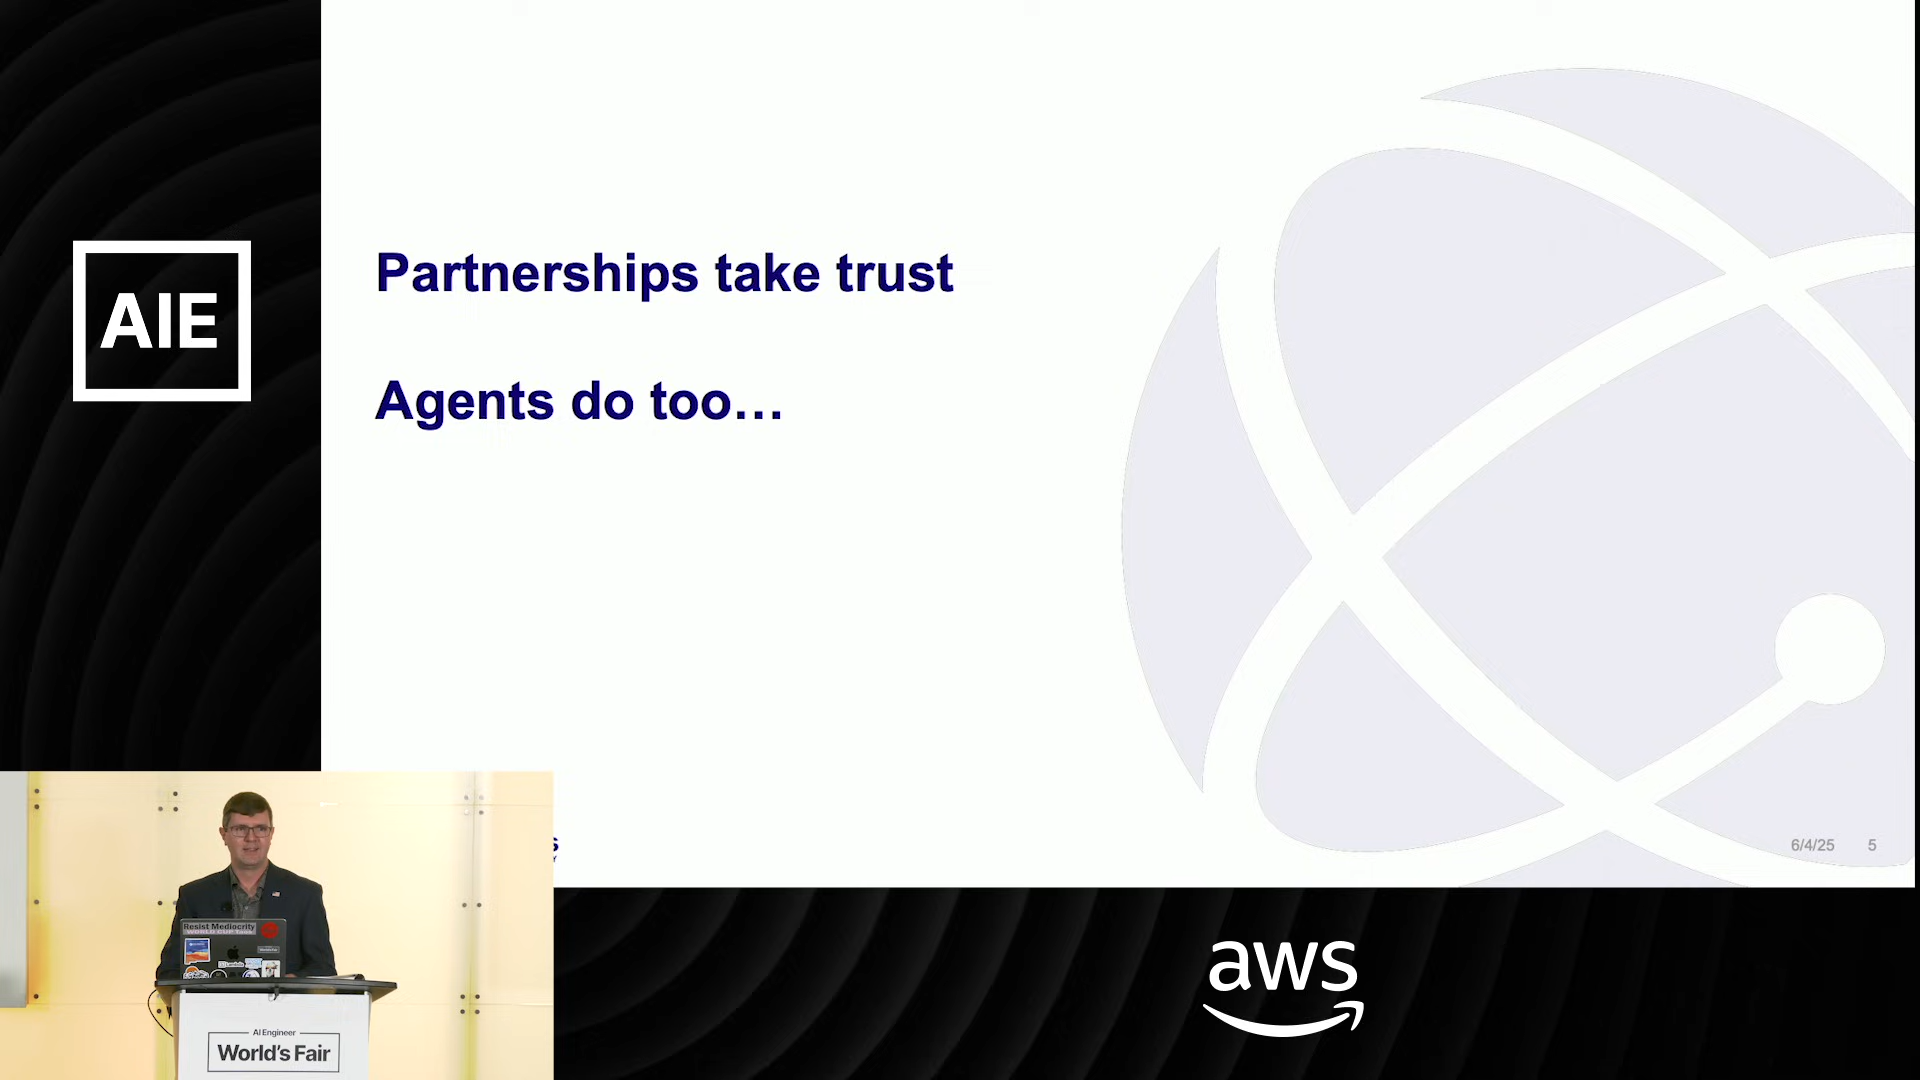 AIE
Partnerships take trust
Agents do too…
6/4/25 5
Resist Mediocrity
AI Engineer
World's Fair
aws